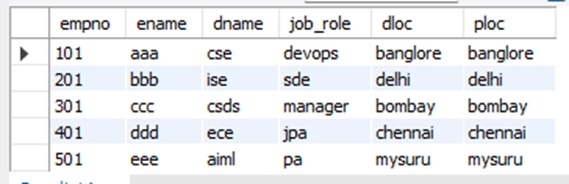 empno ename dname job_role dloc ploc
101 aaa cse devops banglore banglore
201 bbb ise sde delhi delhi
301 ccc csds manager bombay bombay
401 ddd ece jpa chennai chennai
501 eee aiml pa mysuru mysuru